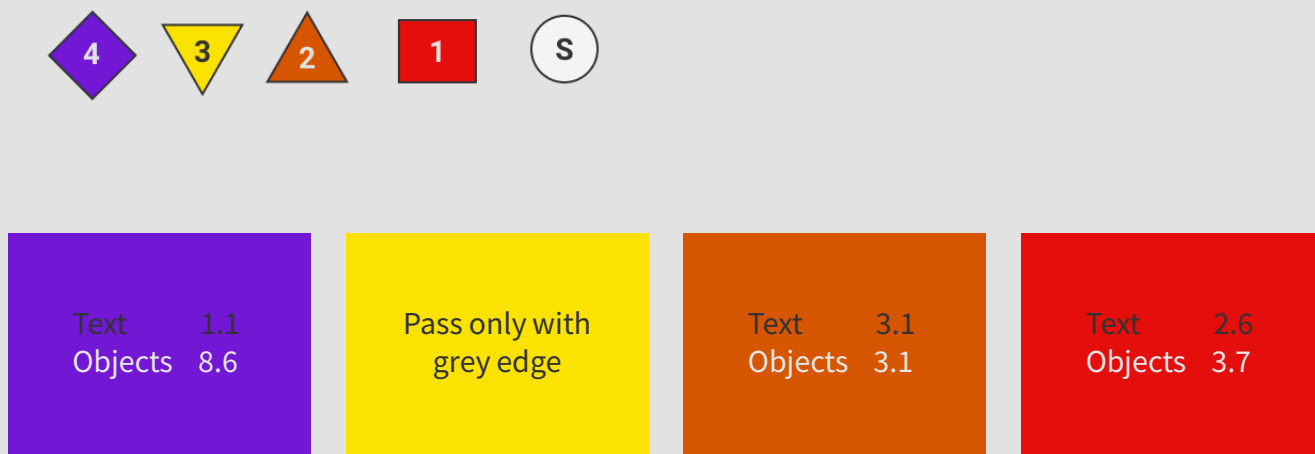 4 3 2 1 S
Text 1.1
Objects 8.6
Pass only with
grey edge
Text 3.1
Objects 3.1
Text 2.6
Objects 3.7